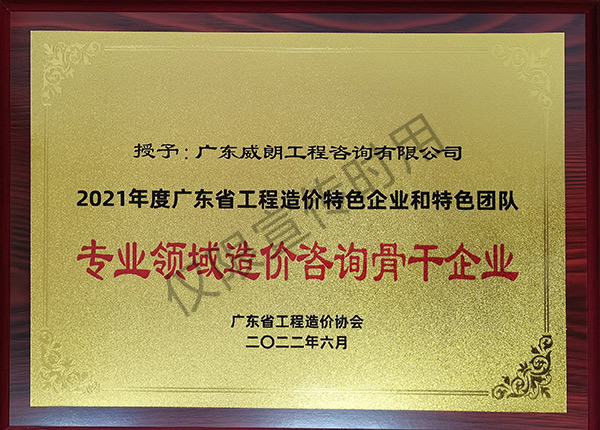 授予：广东威朗工程咨询有限公司
2021年度广东省工程造价特色企业和特色团队
专业领域造价咨询骨干企业
广东省工程造价协会
二〇二二年六月
仅限宣传时用